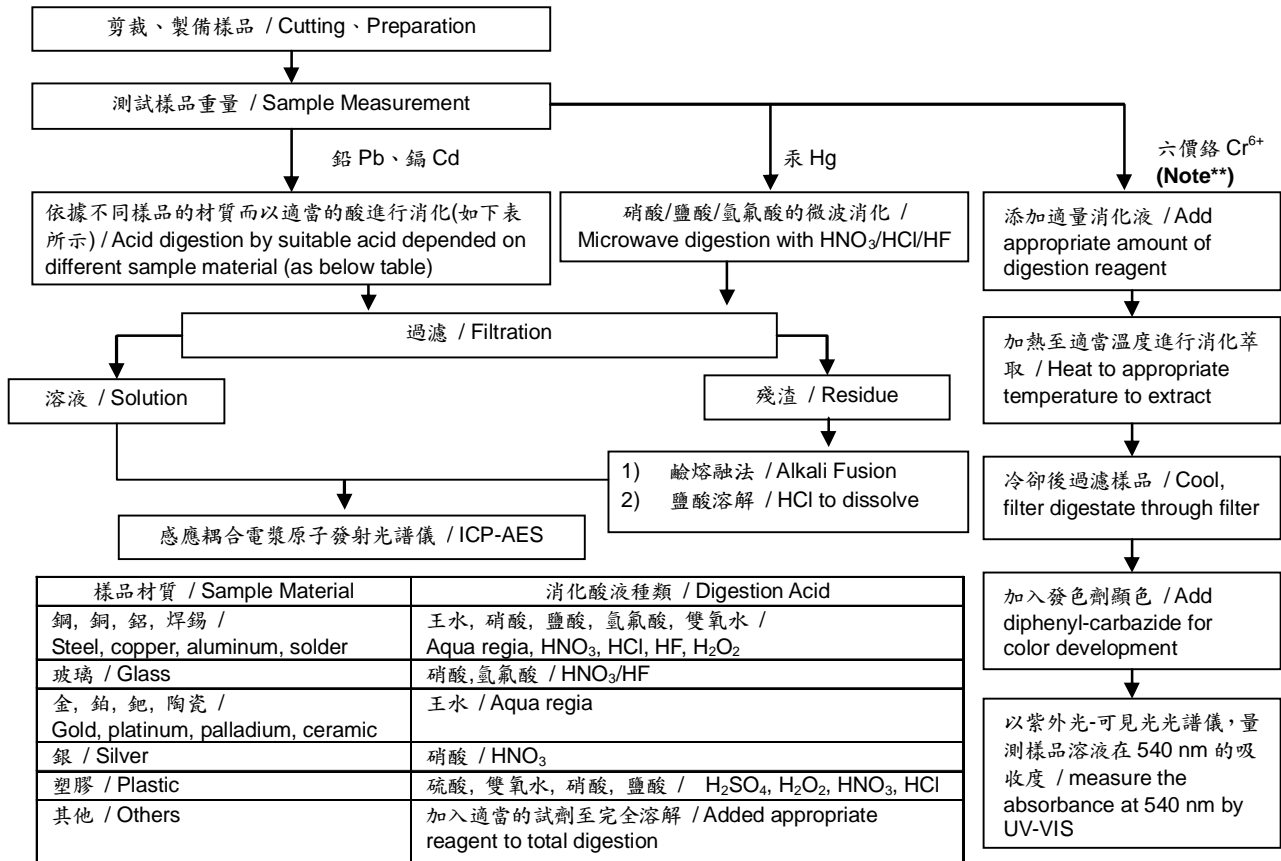 剪裁、製備樣品 / Cutting、Preparation
測試樣品重量 / Sample Measurement
鉛 Pb、鎘 Cd
汞 Hg
六價鉻 Cr⁶⁺
(Note**)
依據不同樣品的材質而以適當的酸進行消化(如下表
所示) / Acid digestion by suitable acid depended on
different sample material (as below table)
硝酸/鹽酸/氫氟酸的微波消化 /
Microwave digestion with HNO₃/HCl/HF
添加適量消化液 / Add
appropriate amount of
digestion reagent
過濾 / Filtration
加熱至適當溫度進行消化萃
取 / Heat to appropriate
temperature to extract
溶液 / Solution
殘渣 / Residue
1) 鹼熔融法 / Alkali Fusion
2) 鹽酸溶解 / HCl to dissolve
冷卻後過濾樣品 / Cool,
filter digestate through filter
感應耦合電漿原子發射光譜儀 / ICP-AES
加入發色劑顯色 / Add
diphenyl-carbazide for
color development
以紫外光-可見光光譜儀，量
測樣品溶液在 540 nm 的吸
收度 / measure the
absorbance at 540 nm by
UV-VIS
樣品材質 / Sample Material
消化酸液種類 / Digestion Acid
鋼, 銅, 鋁, 焊錫 /
Steel, copper, aluminum, solder
王水, 硝酸, 鹽酸, 氫氟酸, 雙氧水 /
Aqua regia, HNO₃, HCl, HF, H₂O₂
玻璃 / Glass
硝酸,氫氟酸 / HNO₃/HF
金, 鉑, 鈀, 陶瓷 /
Gold, platinum, palladium, ceramic
王水 / Aqua regia
銀 / Silver
硝酸 / HNO₃
塑膠 / Plastic
硫酸, 雙氧水, 硝酸, 鹽酸 / H₂SO₄, H₂O₂, HNO₃, HCl
其他 / Others
加入適當的試劑至完全溶解 / Added appropriate
reagent to total digestion